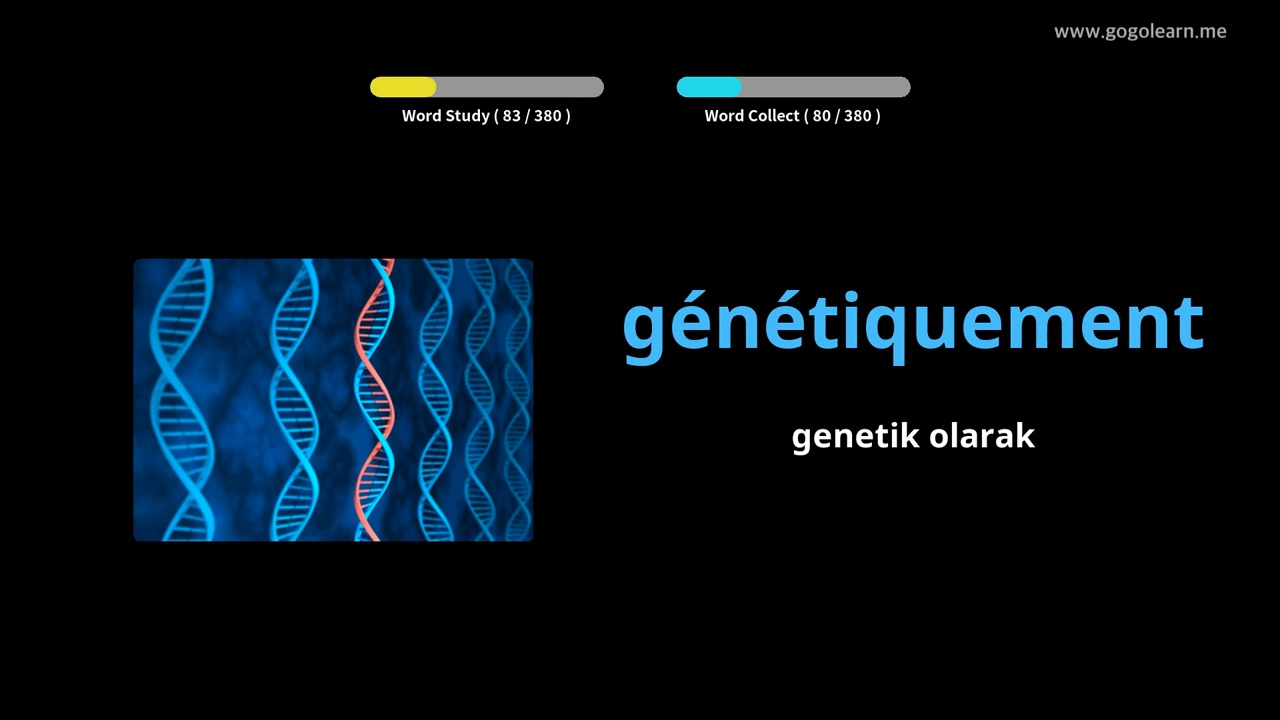 www.gogolearn.me
Word Study ( 83 / 380 )
Word Collect ( 80 / 380 )
génétiquement
genetik olarak